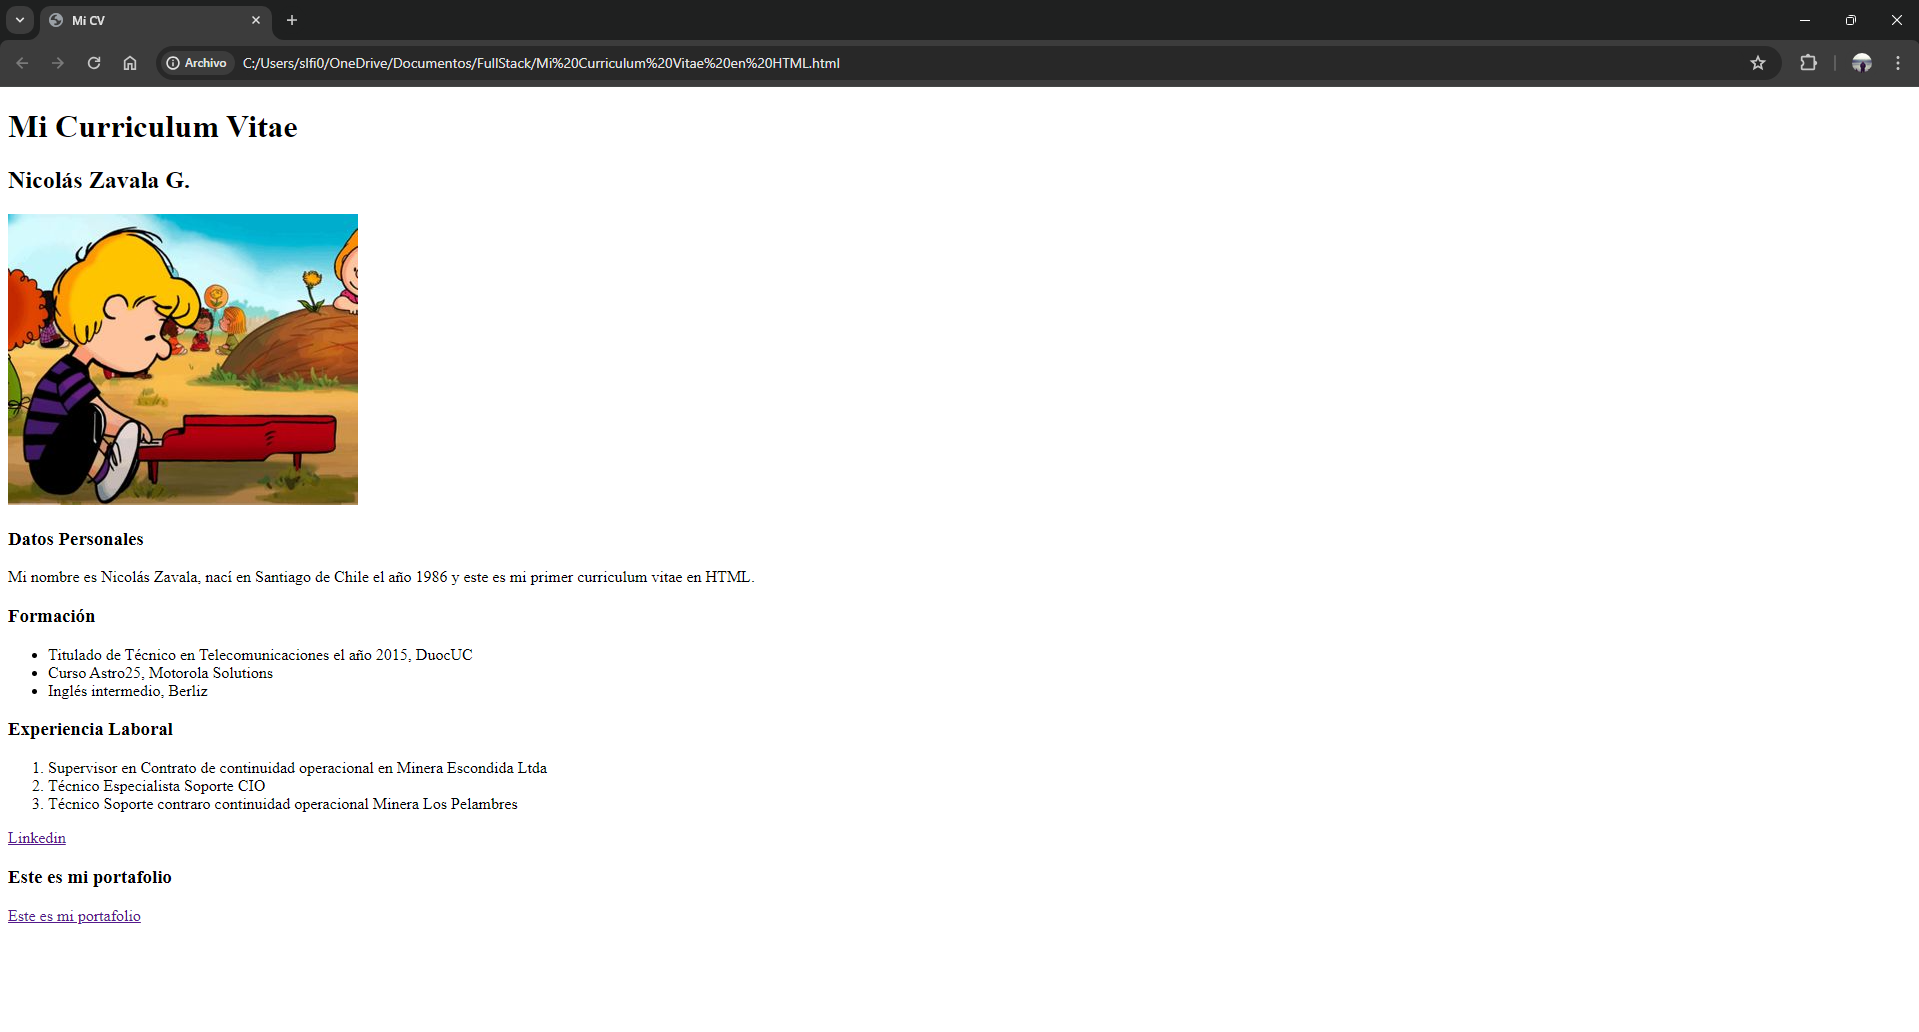 Mi CV
Archivo
C:/Users/slfi0/OneDrive/Documentos/FullStack/Mi%20Curriculum%20Vitae%20en%20HTML.html
Mi Curriculum Vitae
Nicolás Zavala G.
Datos Personales
Mi nombre es Nicolás Zavala, nací en Santiago de Chile el año 1986 y este es mi primer curriculum vitae en HTML.
Formación
• Titulado de Técnico en Telecomunicaciones el año 2015, DuocUC
• Curso Astro25, Motorola Solutions
• Inglés intermedio, Berliz
Experiencia Laboral
1. Supervisor en Contrato de continuidad operacional en Minera Escondida Ltda
2. Técnico Especialista Soporte CIO
3. Técnico Soporte contraro continuidad operacional Minera Los Pelambres
Linkedin
Este es mi portafolio
Este es mi portafolio